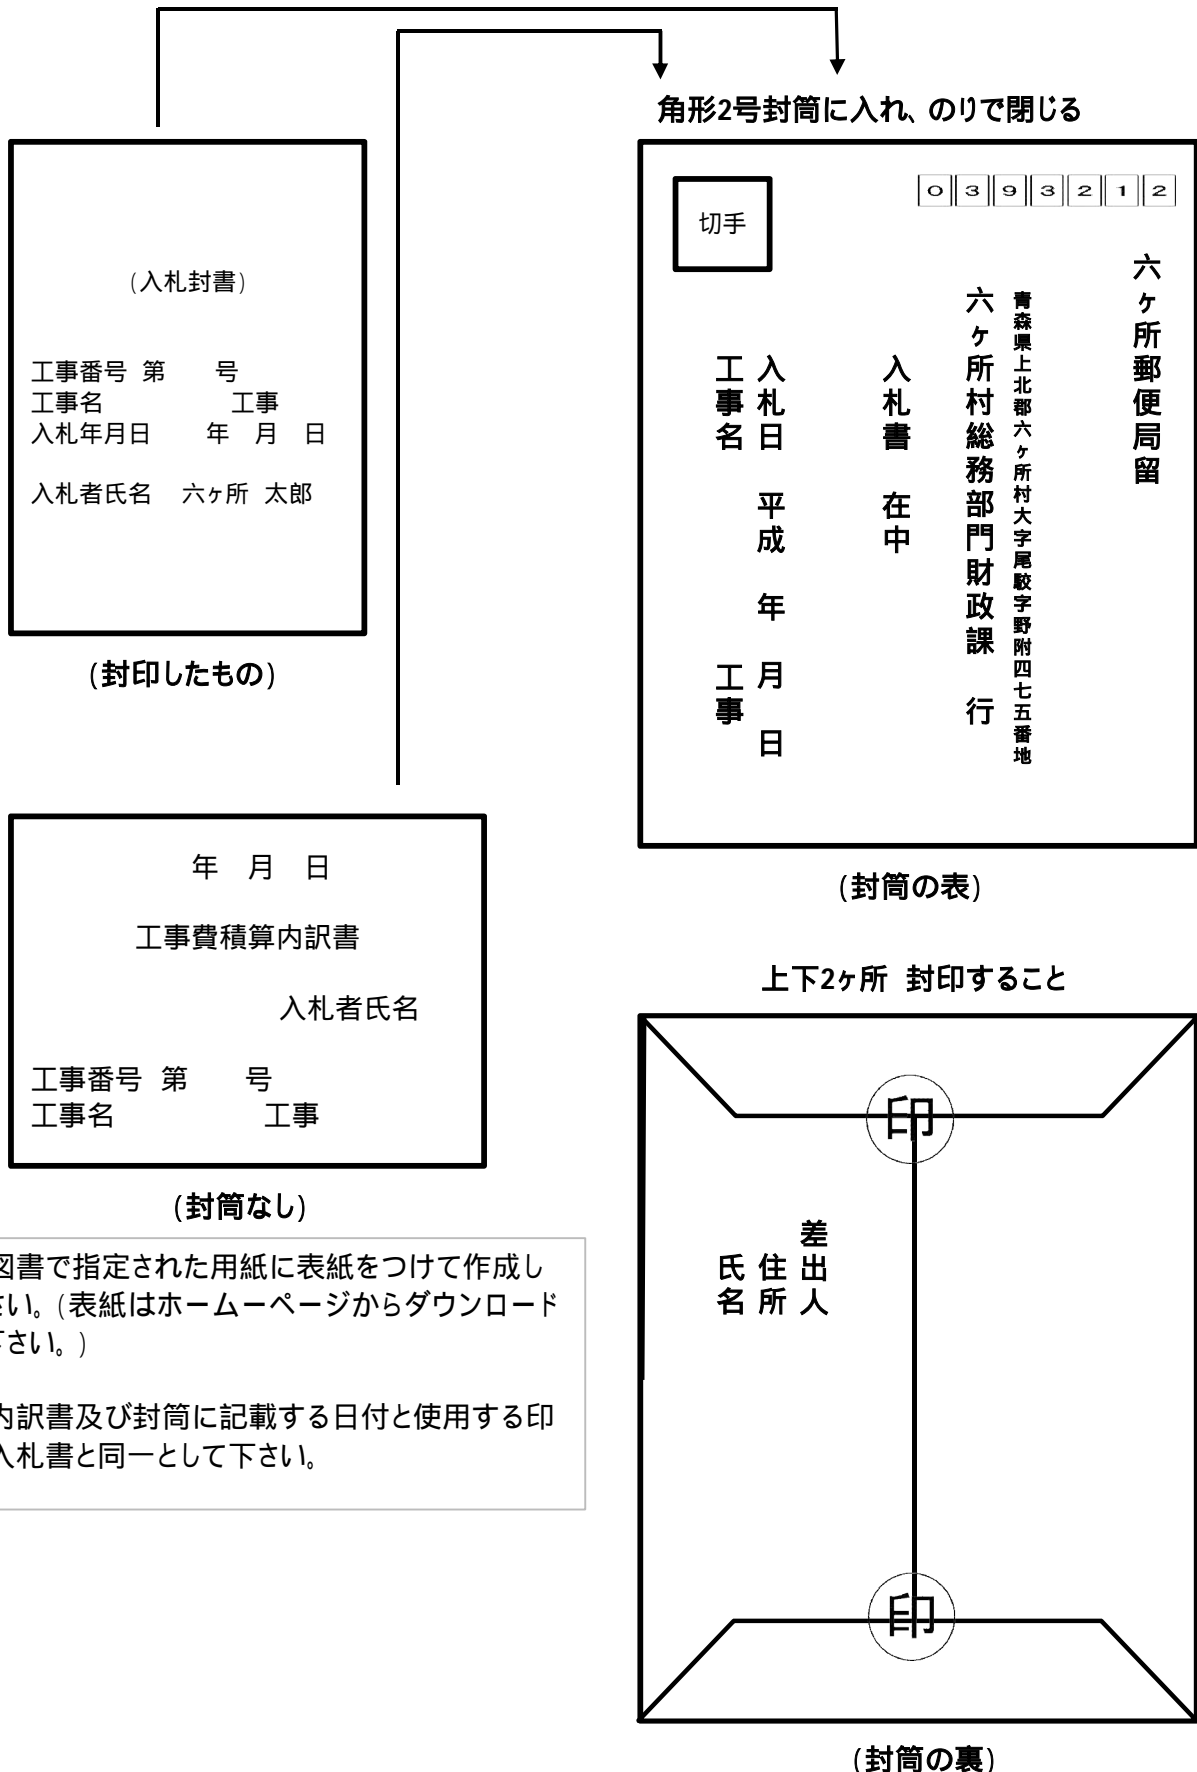 角形2号封筒に入れ、のりで閉じる
(入札封書)
工事番号 第 号
工事名 工事
入札年月日 年 月 日
入札者氏名 六ヶ所 太郎
(封印したもの)
切手
0393212
六ヶ所郵便局留
青森県上北郡六ヶ所村大字尾駮字野附四七五番地
六ヶ所村総務部門財政課 行
入札書 在中
入札日 平成 年 月 日
工事名 工事
(封筒の表)
年 月 日
工事費積算内訳書
入札者氏名
工事番号 第 号
工事名 工事
(封筒なし)
図書で指定された用紙に表紙をつけて作成し
さい。(表紙はホームーページからダウンロード
下さい。)
内訳書及び封筒に記載する日付と使用する印
入札書と同一として下さい。
上下2ヶ所 封印すること
印
差出人
住所
氏名
印
(封筒の裏)